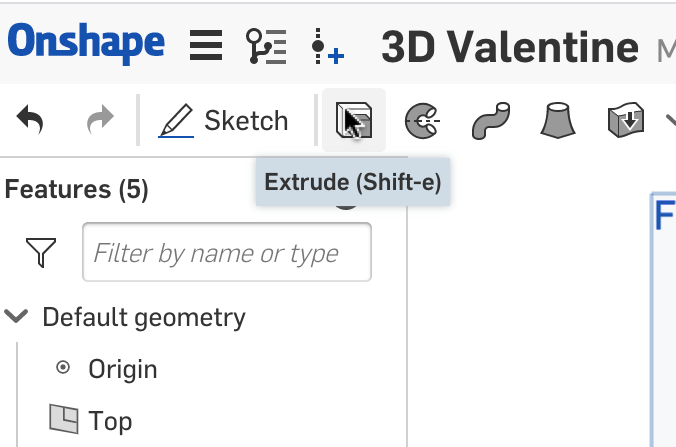 Onshape 3D Valentine M
Sketch
Extrude (Shift-e)
Features (5)
F
Filter by name or type
Default geometry
Origin
Top